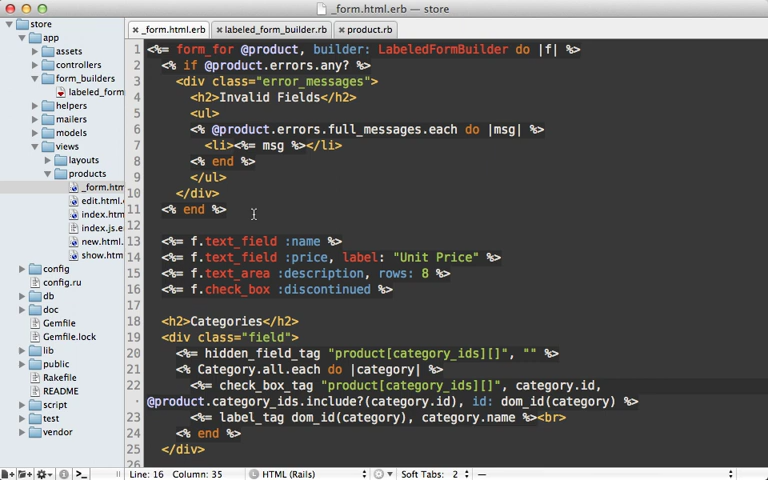 _form.html.erb — store
store
app
assets
controllers
form_builders
labeled_form
helpers
mailers
models
views
layouts
products
_form.htm
edit.html.
index.htm
index.js.e
new.html.
show.htm
config
config.ru
db
doc
Gemfile
Gemfile.lock
lib
public
Rakefile
README
script
test
vendor
_form.html.erb labeled_form_builder.rb product.rb
1 <%= form_for @product, builder: LabeledFormBuilder do |f| %>
2 <% if @product.errors.any? %>
3 <div class="error_messages">
4 <h2>Invalid Fields</h2>
5 <ul>
6 <% @product.errors.full_messages.each do |msg| %>
7 <li><%= msg %></li>
8 <% end %>
9 </ul>
10 </div>
11 <% end %>
12
13 <%= f.text_field :name %>
14 <%= f.text_field :price, label: "Unit Price" %>
15 <%= f.text_area :description, rows: 8 %>
16 <%= f.check_box :discontinued %>
17
18 <h2>Categories</h2>
19 <div class="field">
20 <%= hidden_field_tag "product[category_ids][]", "" %>
21 <% Category.all.each do |category| %>
22 <%= check_box_tag "product[category_ids][]", category.id,
@product.category_ids.include?(category.id), id: dom_id(category) %>
23 <%= label_tag dom_id(category), category.name %><br>
24 <% end %>
25 </div>
26
Line: 16 Column: 35 HTML (Rails) Soft Tabs: 2 —